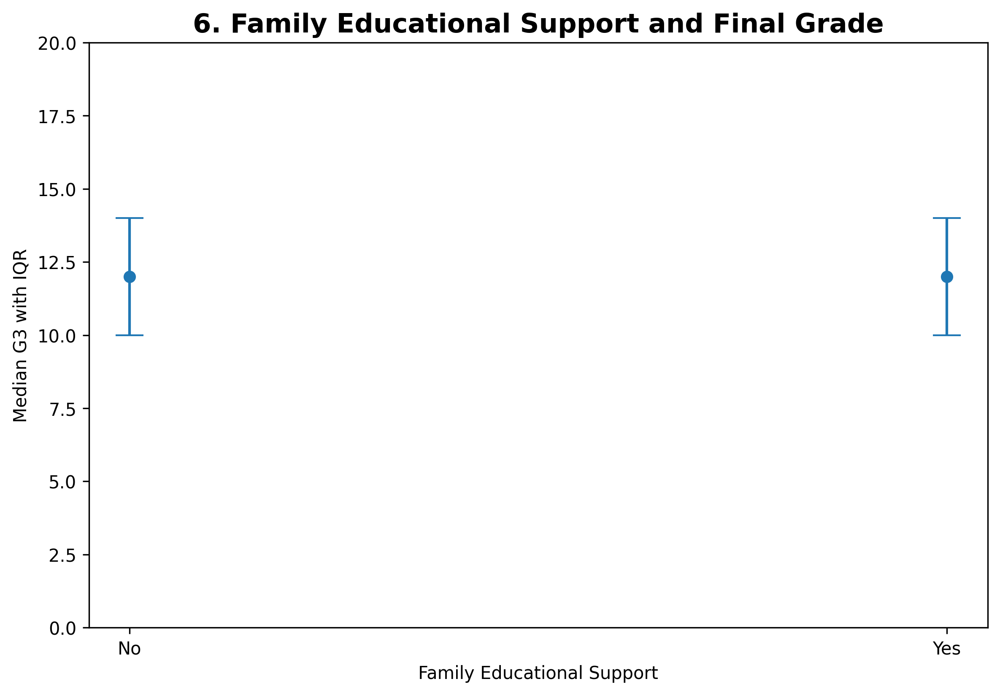 6. Family Educational Support and Final Grade
20.0
17.5
15.0
12.5
10.0
7.5
5.0
2.5
0.0
Median G3 with IQR
No
Yes
Family Educational Support